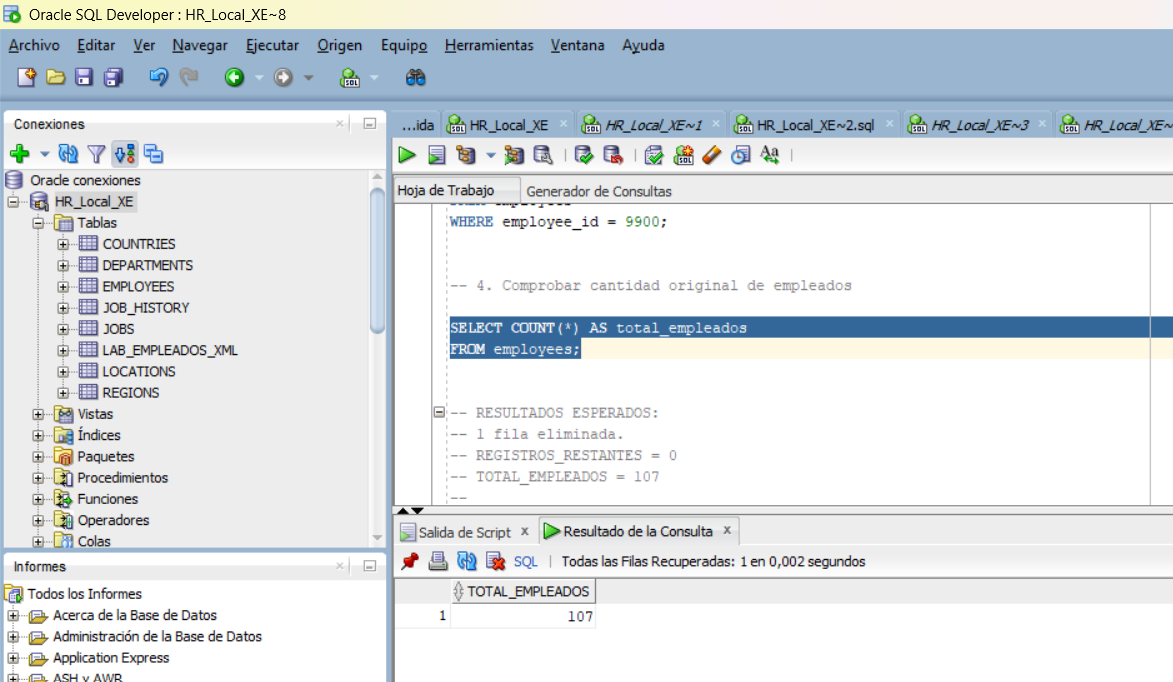 Oracle SQL Developer : HR_Local_XE~8
Archivo Editar Ver Navegar Ejecutar Origen Equipo Herramientas Ventana Ayuda
Conexiones
Oracle conexiones
HR_Local_XE
Tablas
COUNTRIES
DEPARTMENTS
EMPLOYEES
JOB_HISTORY
JOBS
LAB_EMPLEADOS_XML
LOCATIONS
REGIONS
Vistas
Índices
Paquetes
Procedimientos
Funciones
Operadores
Colas
Informes
Todos los Informes
Acerca de la Base de Datos
Administración de la Base de Datos
Application Express
ASH y AWR
...ida HR_Local_XE HR_Local_XE~1 HR_Local_XE~2.sql HR_Local_XE~3 HR_Local_XE~
Hoja de Trabajo Generador de Consultas
WHERE employee_id = 9900;
-- 4. Comprobar cantidad original de empleados
SELECT COUNT(*) AS total_empleados
FROM employees;
-- RESULTADOS ESPERADOS:
-- 1 fila eliminada.
-- REGISTROS_RESTANTES = 0
-- TOTAL_EMPLEADOS = 107
--
Salida de Script x Resultado de la Consulta x
SQL | Todas las Filas Recuperadas: 1 en 0,002 segundos
TOTAL_EMPLEADOS
1 107